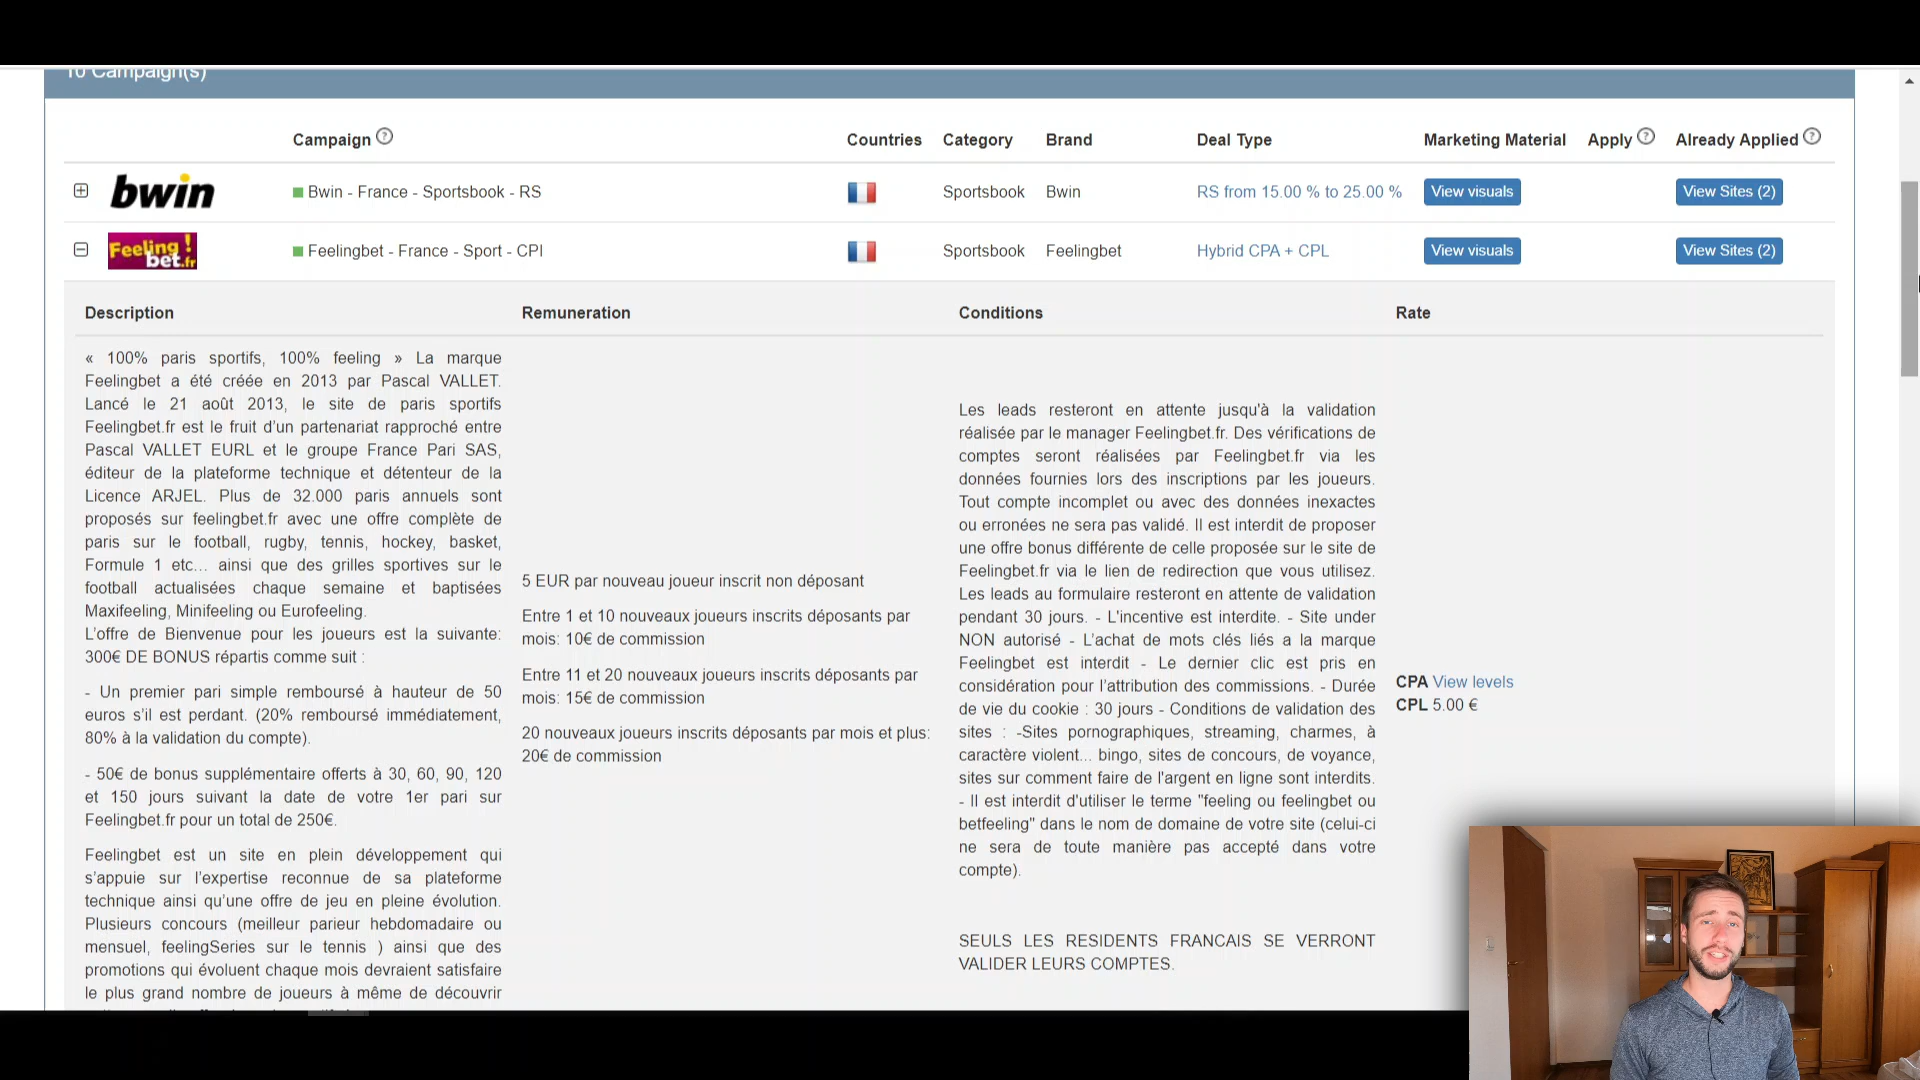 10 Campaign(s)
Campaign ? Countries Category Brand Deal Type Marketing Material Apply ? Already Applied ?
bwin Bwin - France - Sportsbook - RS Sportsbook Bwin RS from 15.00 % to 25.00 % View visuals View Sites (2)
Feeling!
bet.fr
Feelingbet - France - Sport - CPI Sportsbook Feelingbet Hybrid CPA + CPL View visuals View Sites (2)
Description Remuneration Conditions Rate
« 100% paris sportifs, 100% feeling » La marque
Feelingbet a été créée en 2013 par Pascal VALLET.
Lancé le 21 août 2013, le site de paris sportifs
Feelingbet.fr est le fruit d’un partenariat rapproché entre
Pascal VALLET EURL et le groupe France Pari SAS,
éditeur de la plateforme technique et détenteur de la
Licence ARJEL. Plus de 32.000 paris annuels sont
proposés sur feelingbet.fr avec une offre complète de
paris sur le football, rugby, tennis, hockey, basket,
Formule 1 etc... ainsi que des grilles sportives sur le
football actualisées chaque semaine et baptisées
Maxifeeling, Minifeeling ou Eurofeeling.
L’offre de Bienvenue pour les joueurs est la suivante:
300€ DE BONUS répartis comme suit :
- Un premier pari simple remboursé à hauteur de 50
euros s’il est perdant. (20% remboursé immédiatement,
80% à la validation du compte).
- 50€ de bonus supplémentaire offerts à 30, 60, 90, 120
et 150 jours suivant la date de votre 1er pari sur
Feelingbet.fr pour un total de 250€.
Feelingbet est un site en plein développement qui
s’appuie sur l’expertise reconnue de sa plateforme
technique ainsi qu’une offre de jeu en pleine évolution.
Plusieurs concours (meilleur parieur hebdomadaire ou
mensuel, feelingSeries sur le tennis ) ainsi que des
promotions qui évoluent chaque mois devraient satisfaire
le plus grand nombre de joueurs à même de découvrir
5 EUR par nouveau joueur inscrit non déposant
Entre 1 et 10 nouveaux joueurs inscrits déposants par
mois: 10€ de commission
Entre 11 et 20 nouveaux joueurs inscrits déposants par
mois: 15€ de commission
20 nouveaux joueurs inscrits déposants par mois et plus:
20€ de commission
Les leads resteront en attente jusqu'à la validation
réalisée par le manager Feelingbet.fr. Des vérifications de
comptes seront réalisées par Feelingbet.fr via les
données fournies lors des inscriptions par les joueurs.
Tout compte incomplet ou avec des données inexactes
ou erronées ne sera pas validé. Il est interdit de proposer
une offre bonus différente de celle proposée sur le site de
Feelingbet.fr via le lien de redirection que vous utilisez.
Les leads au formulaire resteront en attente de validation
pendant 30 jours. - L'incentive est interdite. - Site under
NON autorisé - L’achat de mots clés liés a la marque
Feelingbet est interdit - Le dernier clic est pris en
considération pour l’attribution des commissions. - Durée
de vie du cookie : 30 jours - Conditions de validation des
sites : -Sites pornographiques, streaming, charmes, à
caractère violent... bingo, sites de concours, de voyance,
sites sur comment faire de l'argent en ligne sont interdits.
- Il est interdit d'utiliser le terme "feeling ou feelingbet ou
betfeeling" dans le nom de domaine de votre site (celui-ci
ne sera de toute manière pas accepté dans votre
compte).
SEULS LES RESIDENTS FRANCAIS SE VERRONT
VALIDER LEURS COMPTES.
CPA View levels
CPL 5.00 €